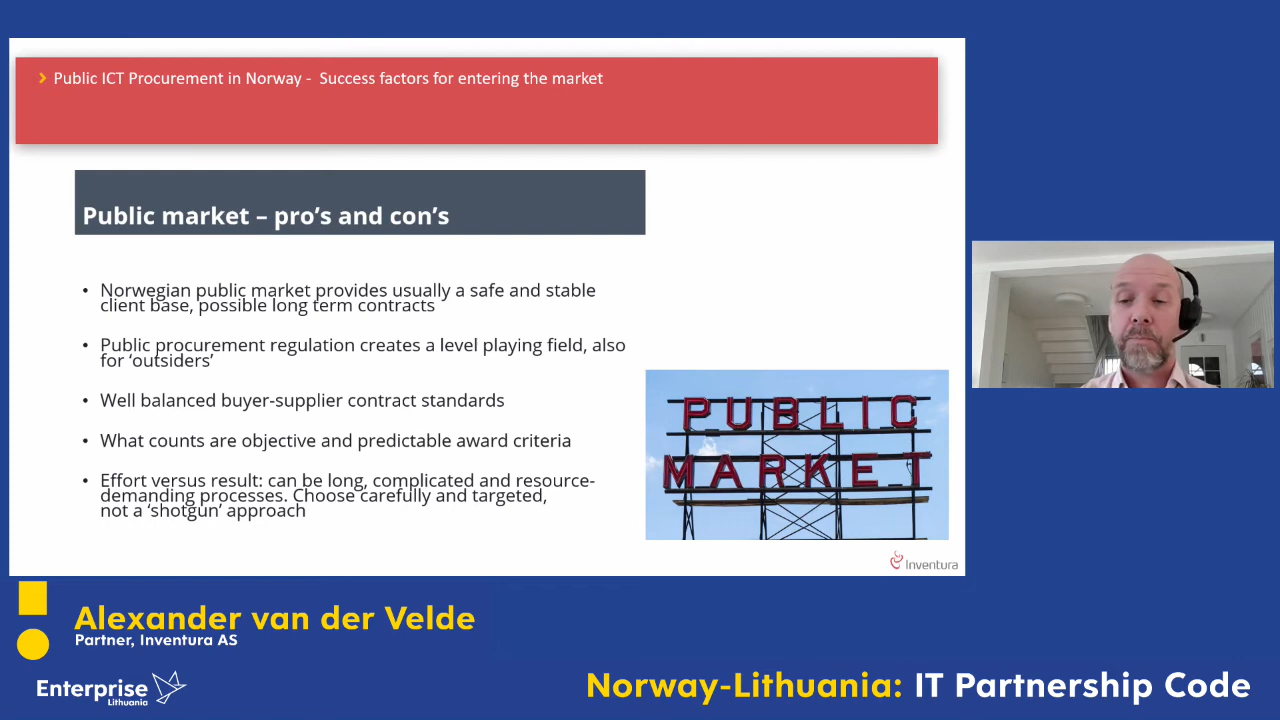 Public ICT Procurement in Norway - Success factors for entering the market
Public market – pro’s and con’s
• Norwegian public market provides usually a safe and stable
client base, possible long term contracts
• Public procurement regulation creates a level playing field, also
for ‘outsiders’
• Well balanced buyer-supplier contract standards
• What counts are objective and predictable award criteria
• Effort versus result: can be long, complicated and resource-
demanding processes. Choose carefully and targeted,
not a ‘shotgun’ approach
PUBLIC
MARKET
Inventura
Alexander van der Velde
Partner, Inventura AS
Enterprise
Lithuania
Norway-Lithuania: IT Partnership Code